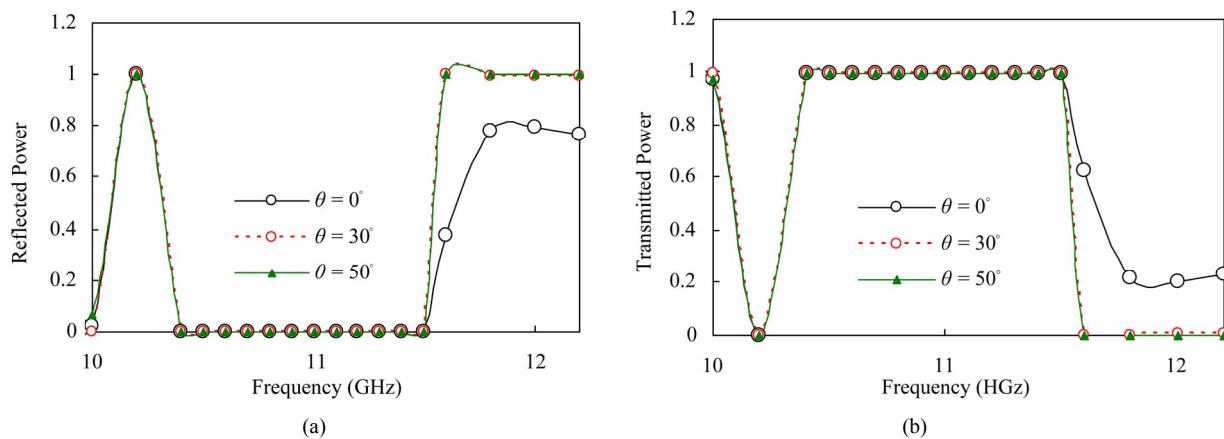 1.2
1
0.8
0.6
0.4
0.2
0
Reflected Power
θ = 0°
θ = 30°
θ = 50°
10
11
12
Frequency (GHz)
(a)
1.2
1
0.8
0.6
0.4
0.2
0
Transmitted Power
θ = 0°
θ = 30°
θ = 50°
10
11
12
Frequency (HGz)
(b)